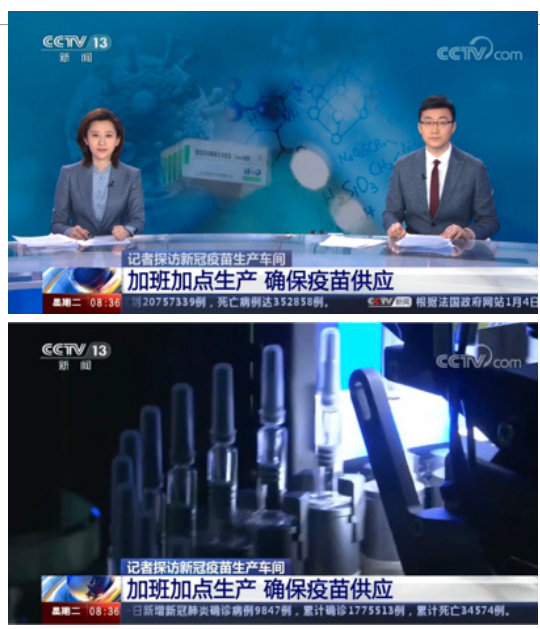 CCTV 13
新闻
CCTV.com
NH
N₂O₅
CH₃
H₂SiO₃
记者探访新冠疫苗生产车间
加班加点生产 确保疫苗供应
星期二 08:36
20757339例，死亡病例达352858例。 CCTV 新闻 根据法国政府网站1月4日
CCTV 13
新闻
CCTV.com
记者探访新冠疫苗生产车间
加班加点生产 确保疫苗供应
星期二 08:36
一日新增新冠肺炎确诊病例9847例，累计确诊1775513例，累计死亡34574例。